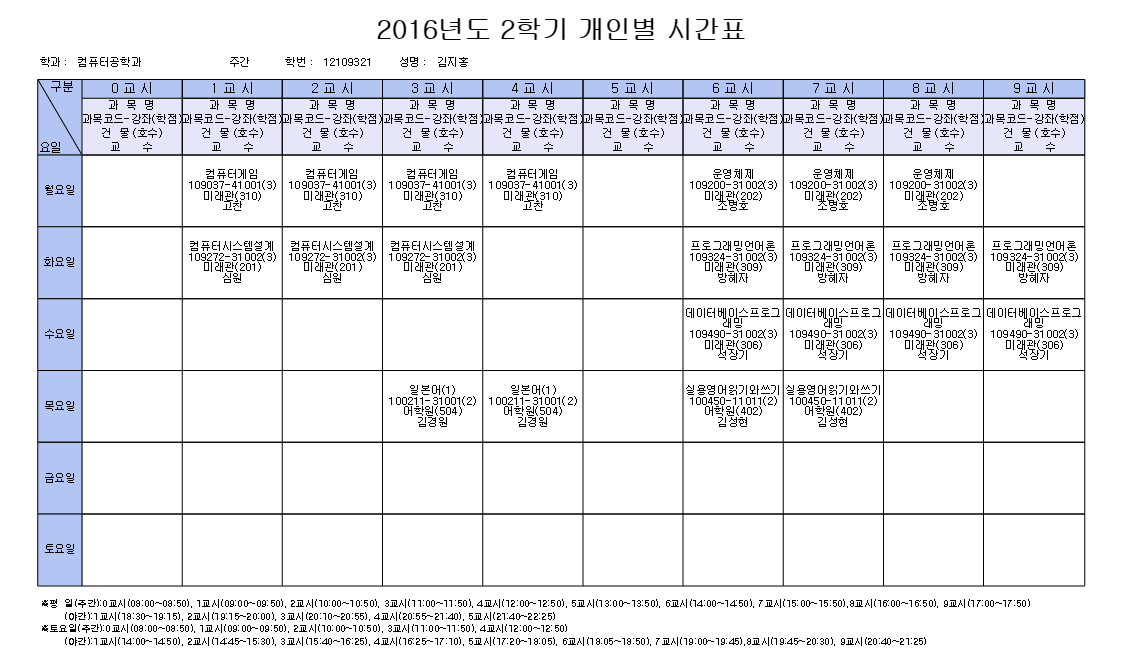 2016년도 2학기 개인별 시간표
학과 : 컴퓨터공학과 주간 학번 : 12109321 성명 : 김지홍
구분 0 교 시 1 교 시 2 교 시 3 교 시 4 교 시 5 교 시 6 교 시 7 교 시 8 교 시 9 교 시
과 목 명 과 목 명 과 목 명 과 목 명 과 목 명 과 목 명 과 목 명 과 목 명 과 목 명 과 목 명
과목코드-강좌(학점) 과목코드-강좌(학점) 과목코드-강좌(학점) 과목코드-강좌(학점) 과목코드-강좌(학점) 과목코드-강좌(학점) 과목코드-강좌(학점) 과목코드-강좌(학점) 과목코드-강좌(학점) 과목코드-강좌(학점)
건 물 (호수) 건 물 (호수) 건 물 (호수) 건 물 (호수) 건 물 (호수) 건 물 (호수) 건 물 (호수) 건 물 (호수) 건 물 (호수) 건 물 (호수)
요일 교 수 교 수 교 수 교 수 교 수 교 수 교 수 교 수 교 수 교 수
컴퓨터게임 컴퓨터게임 컴퓨터게임 컴퓨터게임 운영체제 운영체제 운영체제
월요일 109037-41001(3) 109037-41001(3) 109037-41001(3) 109037-41001(3) 109200-31002(3) 109200-31002(3) 109200-31002(3)
미래관(310) 미래관(310) 미래관(310) 미래관(310) 미래관(202) 미래관(202) 미래관(202)
고찬 고찬 고찬 고찬 조명호 조명호 조명호
컴퓨터시스템설계 컴퓨터시스템설계 컴퓨터시스템설계 프로그래밍언어론 프로그래밍언어론 프로그래밍언어론 프로그래밍언어론
화요일 109272-31002(3) 109272-31002(3) 109272-31002(3) 109324-31002(3) 109324-31002(3) 109324-31002(3) 109324-31002(3)
미래관(201) 미래관(201) 미래관(201) 미래관(309) 미래관(309) 미래관(309) 미래관(309)
심원 심원 심원 방혜자 방혜자 방혜자 방혜자
데이터베이스프로그 데이터베이스프로그 데이터베이스프로그 데이터베이스프로그
래밍 래밍 래밍 래밍
수요일 109490-31002(3) 109490-31002(3) 109490-31002(3) 109490-31002(3)
미래관(306) 미래관(306) 미래관(306) 미래관(306)
석상기 석상기 석상기 석상기
일본어(1) 일본어(1) 실용영어읽기와쓰기 실용영어읽기와쓰기
목요일 100211-31001(2) 100211-31001(2) 100450-11011(2) 100450-11011(2)
어학원(504) 어학원(504) 어학원(402) 어학원(402)
김경원 김경원 김성현 김성현
금요일
토요일
※평 일(주간):0교시(08:00~08:50), 1교시(09:00~09:50), 2교시(10:00~10:50), 3교시(11:00~11:50), 4교시(12:00~12:50), 5교시(13:00~13:50), 6교시(14:00~14:50), 7교시(15:00~15:50),8교시(16:00~16:50), 9교시(17:00~17:50)
(야간):1교시(18:30~19:15), 2교시(19:15~20:00), 3교시(20:10~20:55), 4교시(20:55~21:40), 5교시(21:40~22:25)
※토요일(주간):0교시(08:00~08:50), 1교시(09:00~09:50), 2교시(10:00~10:50), 3교시(11:00~11:50), 4교시(12:00~12:50)
(야간):1교시(14:00~14:50), 2교시(14:45~15:30), 3교시(15:40~16:25), 4교시(16:25~17:10), 5교시(17:20~18:05), 6교시(18:05~18:50), 7교시(19:00~19:45),8교시(19:45~20:30), 9교시(20:40~21:25)